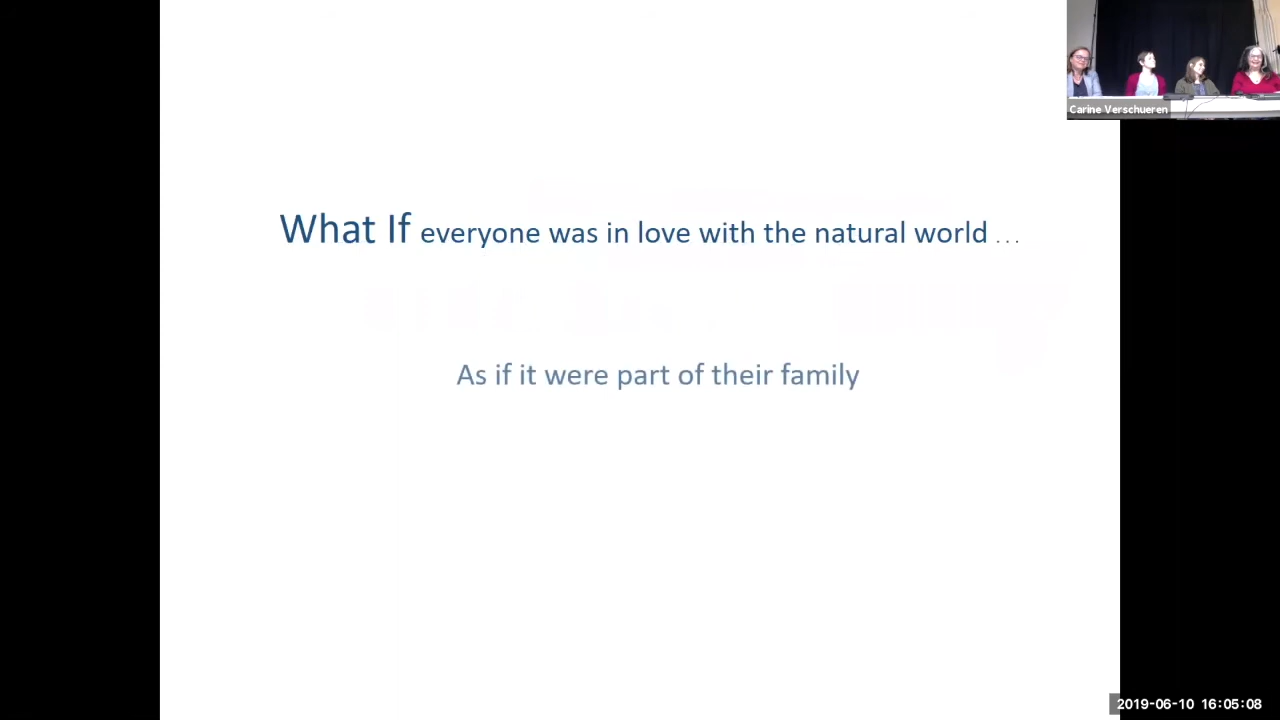 Carine Verschueren
What If everyone was in love with the natural world ...
As if it were part of their family
2019-06-10 16:05:08